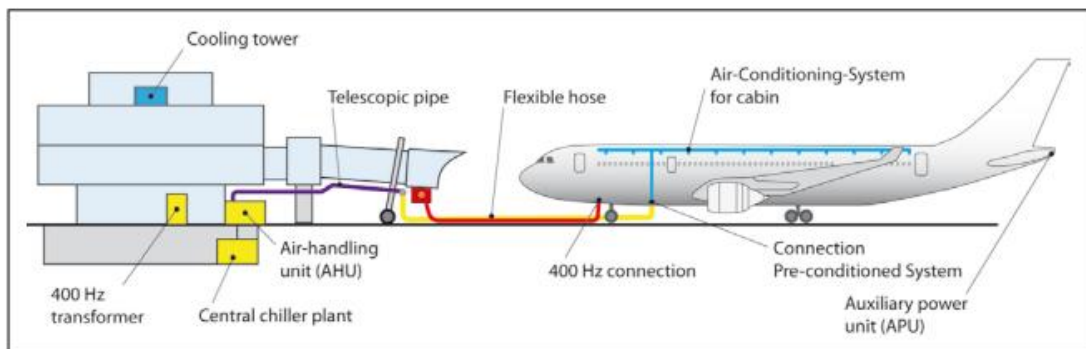 Cooling tower
Telescopic pipe
Flexible hose
Air-Conditioning-System
for cabin
400 Hz
transformer
Air-handling
unit (AHU)
Central chiller plant
400 Hz connection
Connection
Pre-conditioned System
Auxiliary power
unit (APU)